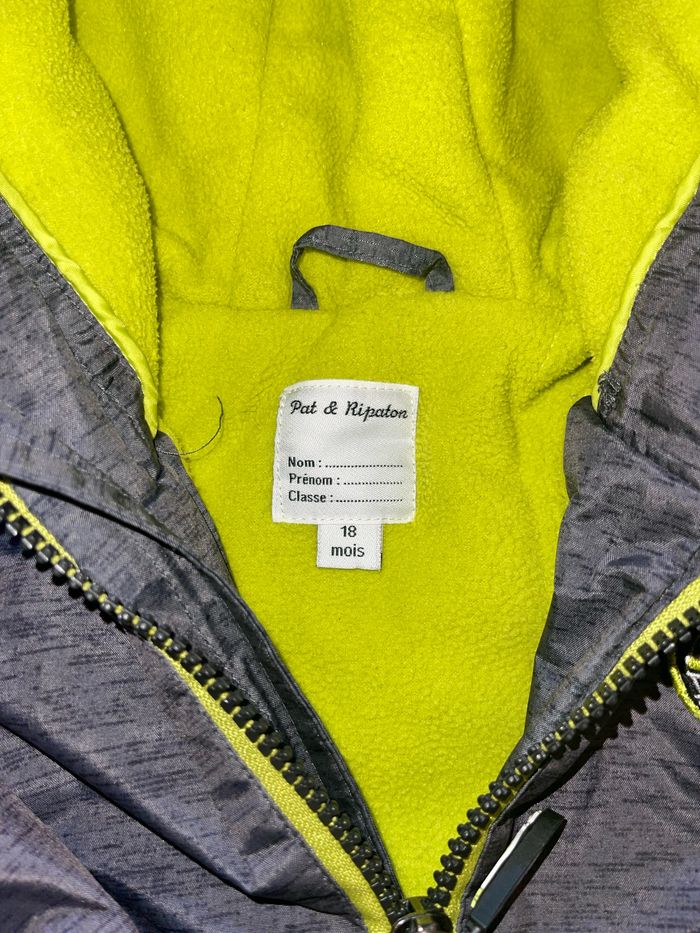 Pat & Ripaton
Nom : ........................
Prénom : ..................
Classe : ....................
18
mois